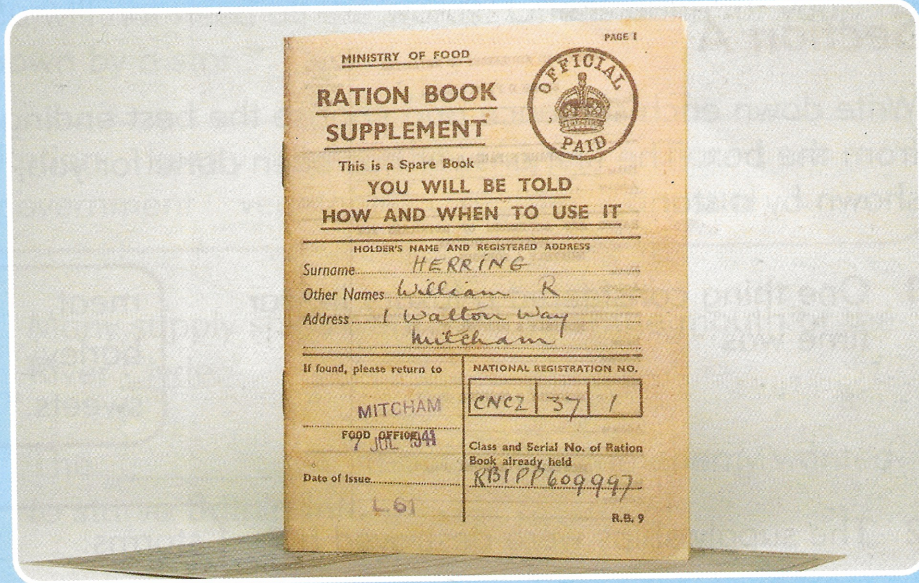 PAGE 1
MINISTRY OF FOOD
OFFICIAL
PAID
RATION BOOK
SUPPLEMENT
This is a Spare Book
YOU WILL BE TOLD
HOW AND WHEN TO USE IT
HOLDER'S NAME AND REGISTERED ADDRESS
Surname HERRING
Other Names William R
Address 1 Walton Way
Mitcham
If found, please return to
MITCHAM
FOOD OFFICE
7 JUL 1941
Date of Issue
L.61
NATIONAL REGISTRATION NO.
CNCZ 37 1
Class and Serial No. of Ration
Book already held
RB1PP609997
R.B. 9